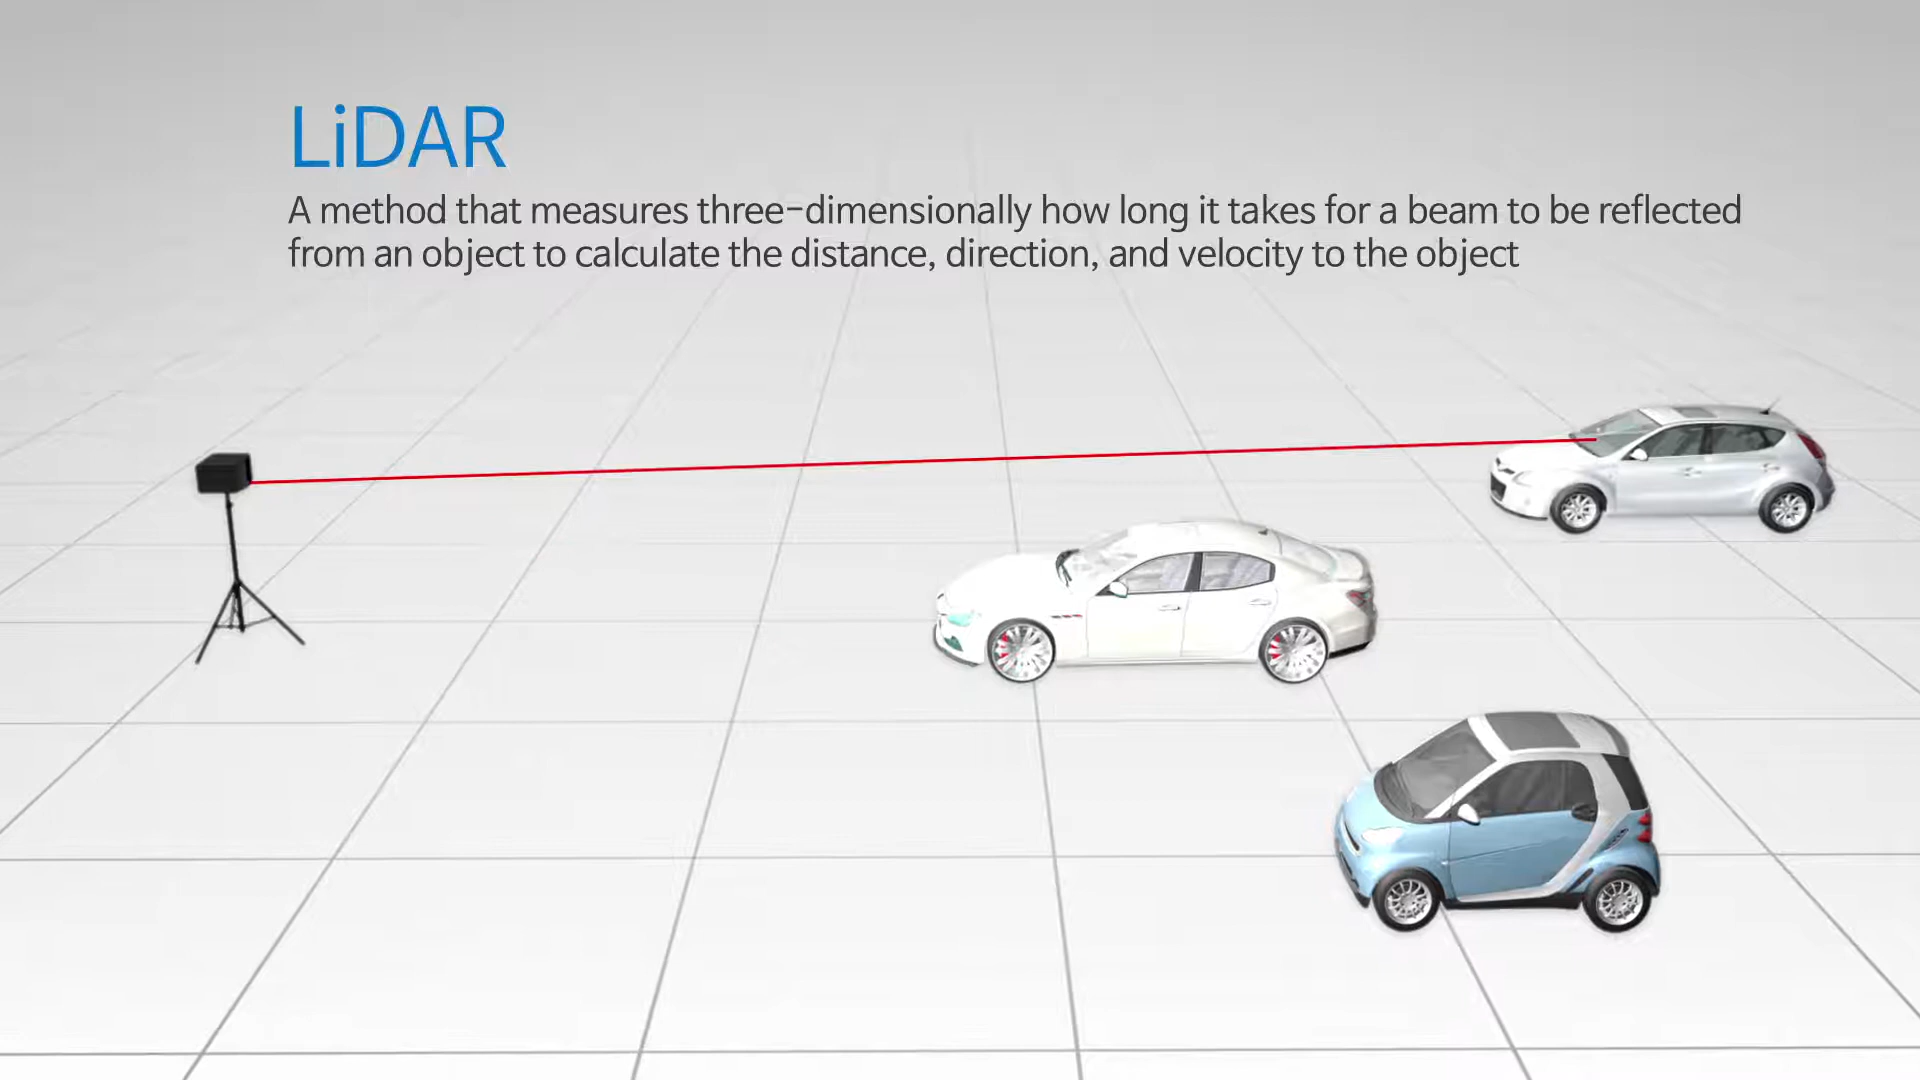 LiDAR
A method that measures three-dimensionally how long it takes for a beam to be reflected
from an object to calculate the distance, direction, and velocity to the object